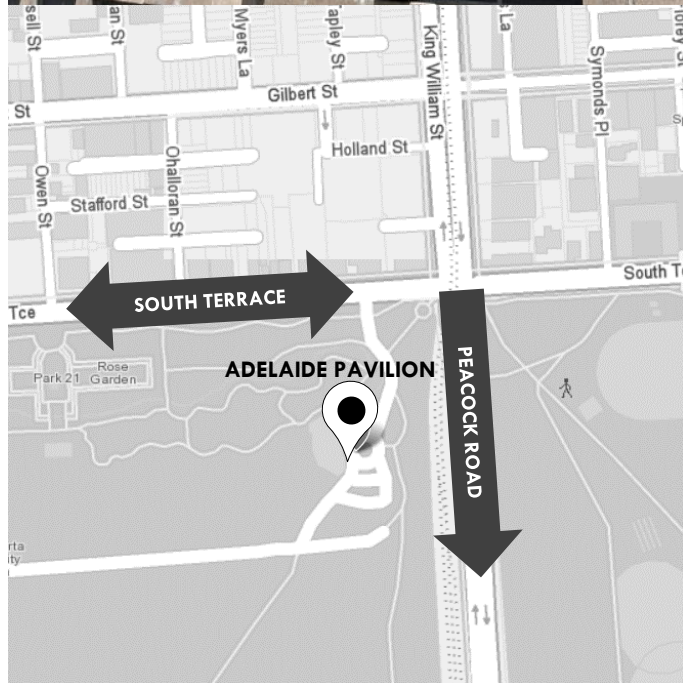 Myers La
King William St
Gilbert St
St
Symonds Pl
Holland St
Owen St
Ohalloran St
Stafford St
South T
SOUTH TERRACE
Tce
ADELAIDE PAVILION
PEACOCK ROAD
Rose
Park 21 Garden